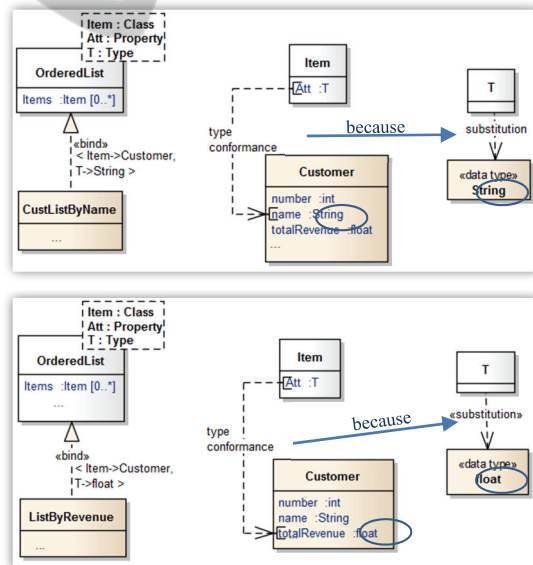 Item : Class
Att : Property
T : Type
OrderedList
Items :Item [0..*]
«bind»
< Item->Customer,
T->String >
CustListByName
...
Item
Att :T
type
conformance
because
Customer
number :int
name :String
totalRevenue :float
...
T
substitution
«data type»
String
Item : Class
Att : Property
T : Type
OrderedList
Items :Item [0..*]
...
«bind»
< Item->Customer,
T->float >
ListByRevenue
...
Item
Att :T
type
conformance
because
Customer
number :int
name :String
totalRevenue :float
T
«substitution»
«data type»
float